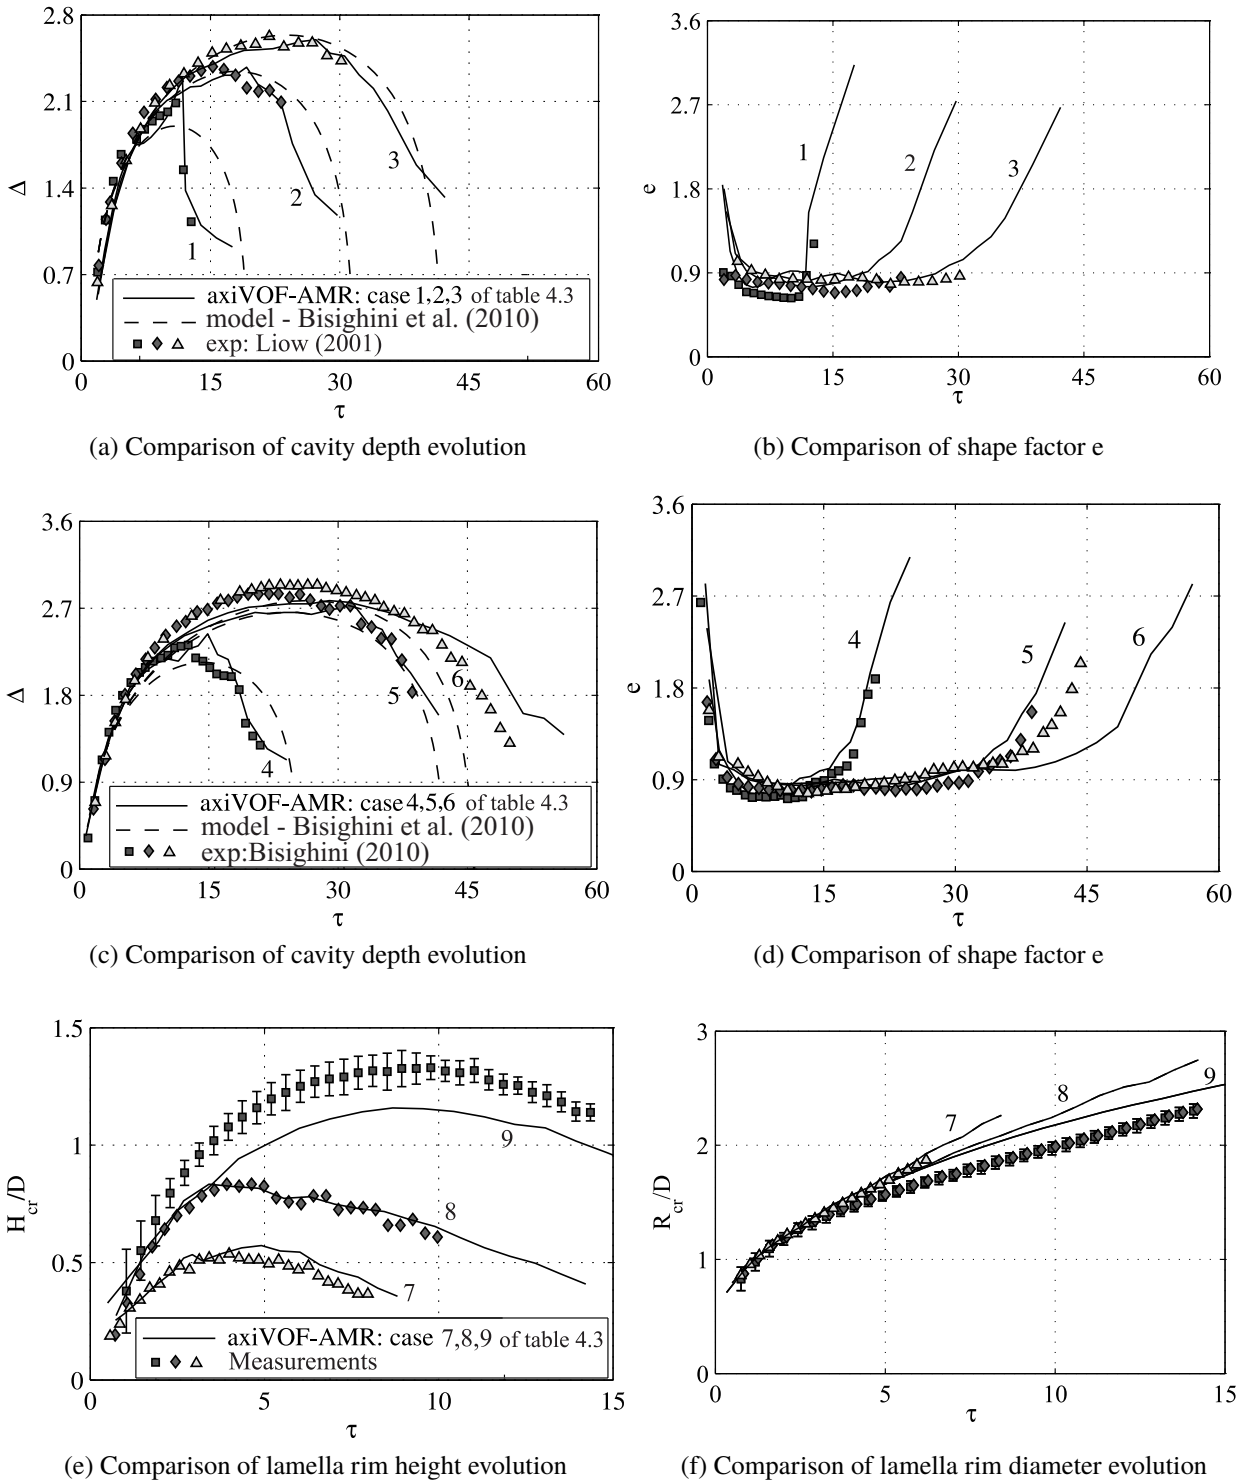 2.8
2.1
1.4
0.7
0
Δ
1
2
3
axiVOF-AMR: case 1,2,3 of table 4.3
model - Bisighini et al. (2010)
exp: Liow (2001)
0 15 30 45 60
τ
(a) Comparison of cavity depth evolution
3.6
2.7
1.8
0.9
0
e
1
2
3
0 15 30 45 60
τ
(b) Comparison of shape factor e
3.6
2.7
1.8
0.9
0
Δ
4
5
6
axiVOF-AMR: case 4,5,6 of table 4.3
model - Bisighini et al. (2010)
exp:Bisighini (2010)
0 15 30 45 60
τ
(c) Comparison of cavity depth evolution
3.6
2.7
1.8
0.9
0
e
4
5
6
0 15 30 45 60
τ
(d) Comparison of shape factor e
1.5
1
0.5
0
H_cr/D
9
8
7
axiVOF-AMR: case 7,8,9 of table 4.3
Measurements
0 5 10 15
τ
(e) Comparison of lamella rim height evolution
3
2
1
0
R_cr/D
7
8
9
0 5 10 15
τ
(f) Comparison of lamella rim diameter evolution